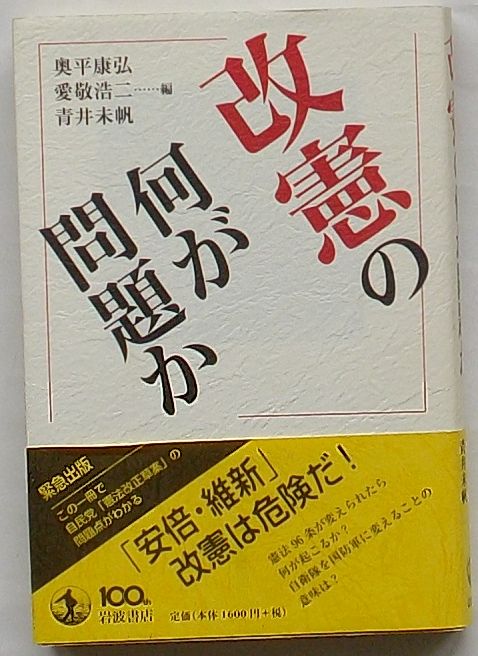 奥平康弘
愛敬浩二……編
青井未帆
改憲の
何が
問題か
緊急出版
この一冊で
自民党「憲法改正草案」の
問題点がわかる
「安倍・維新」
改憲は危険だ!
憲法96条が変えられたら
何が起こるか?
自衛隊を国防軍に変えることの
意味は?
100th
岩波書店
定価(本体1600円+税)
青井未帆